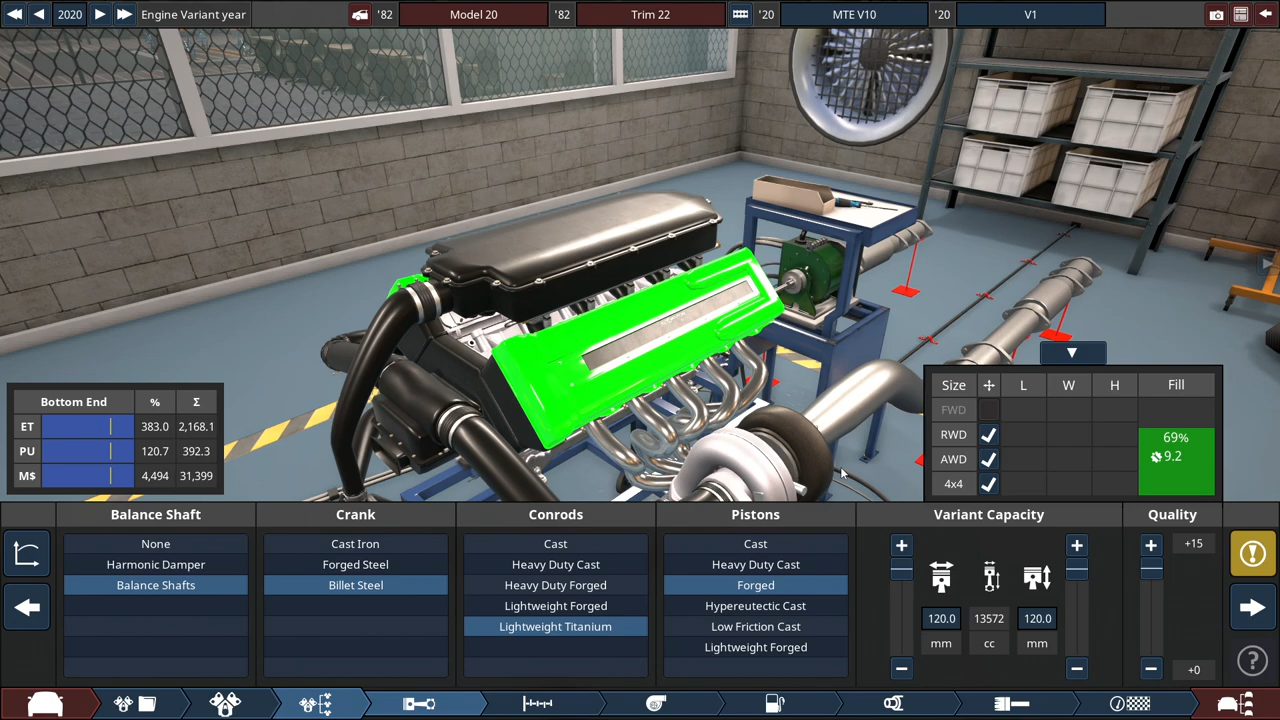 2020 Engine Variant year '82 Model 20 '82 Trim 22 '20 MTE V10 '20 V1
Bottom End % Σ
ET 383.0 2,168.1
PU 120.7 392.3
M$ 4,494 31,399
Size L W H Fill
FWD
RWD
AWD
4x4
69%
9.2
Balance Shaft
None
Harmonic Damper
Balance Shafts
Crank
Cast Iron
Forged Steel
Billet Steel
Conrods
Cast
Heavy Duty Cast
Heavy Duty Forged
Lightweight Forged
Lightweight Titanium
Pistons
Cast
Heavy Duty Cast
Forged
Hypereutectic Cast
Low Friction Cast
Lightweight Forged
Variant Capacity
120.0 13572 120.0
mm cc mm
Quality
+15
+0